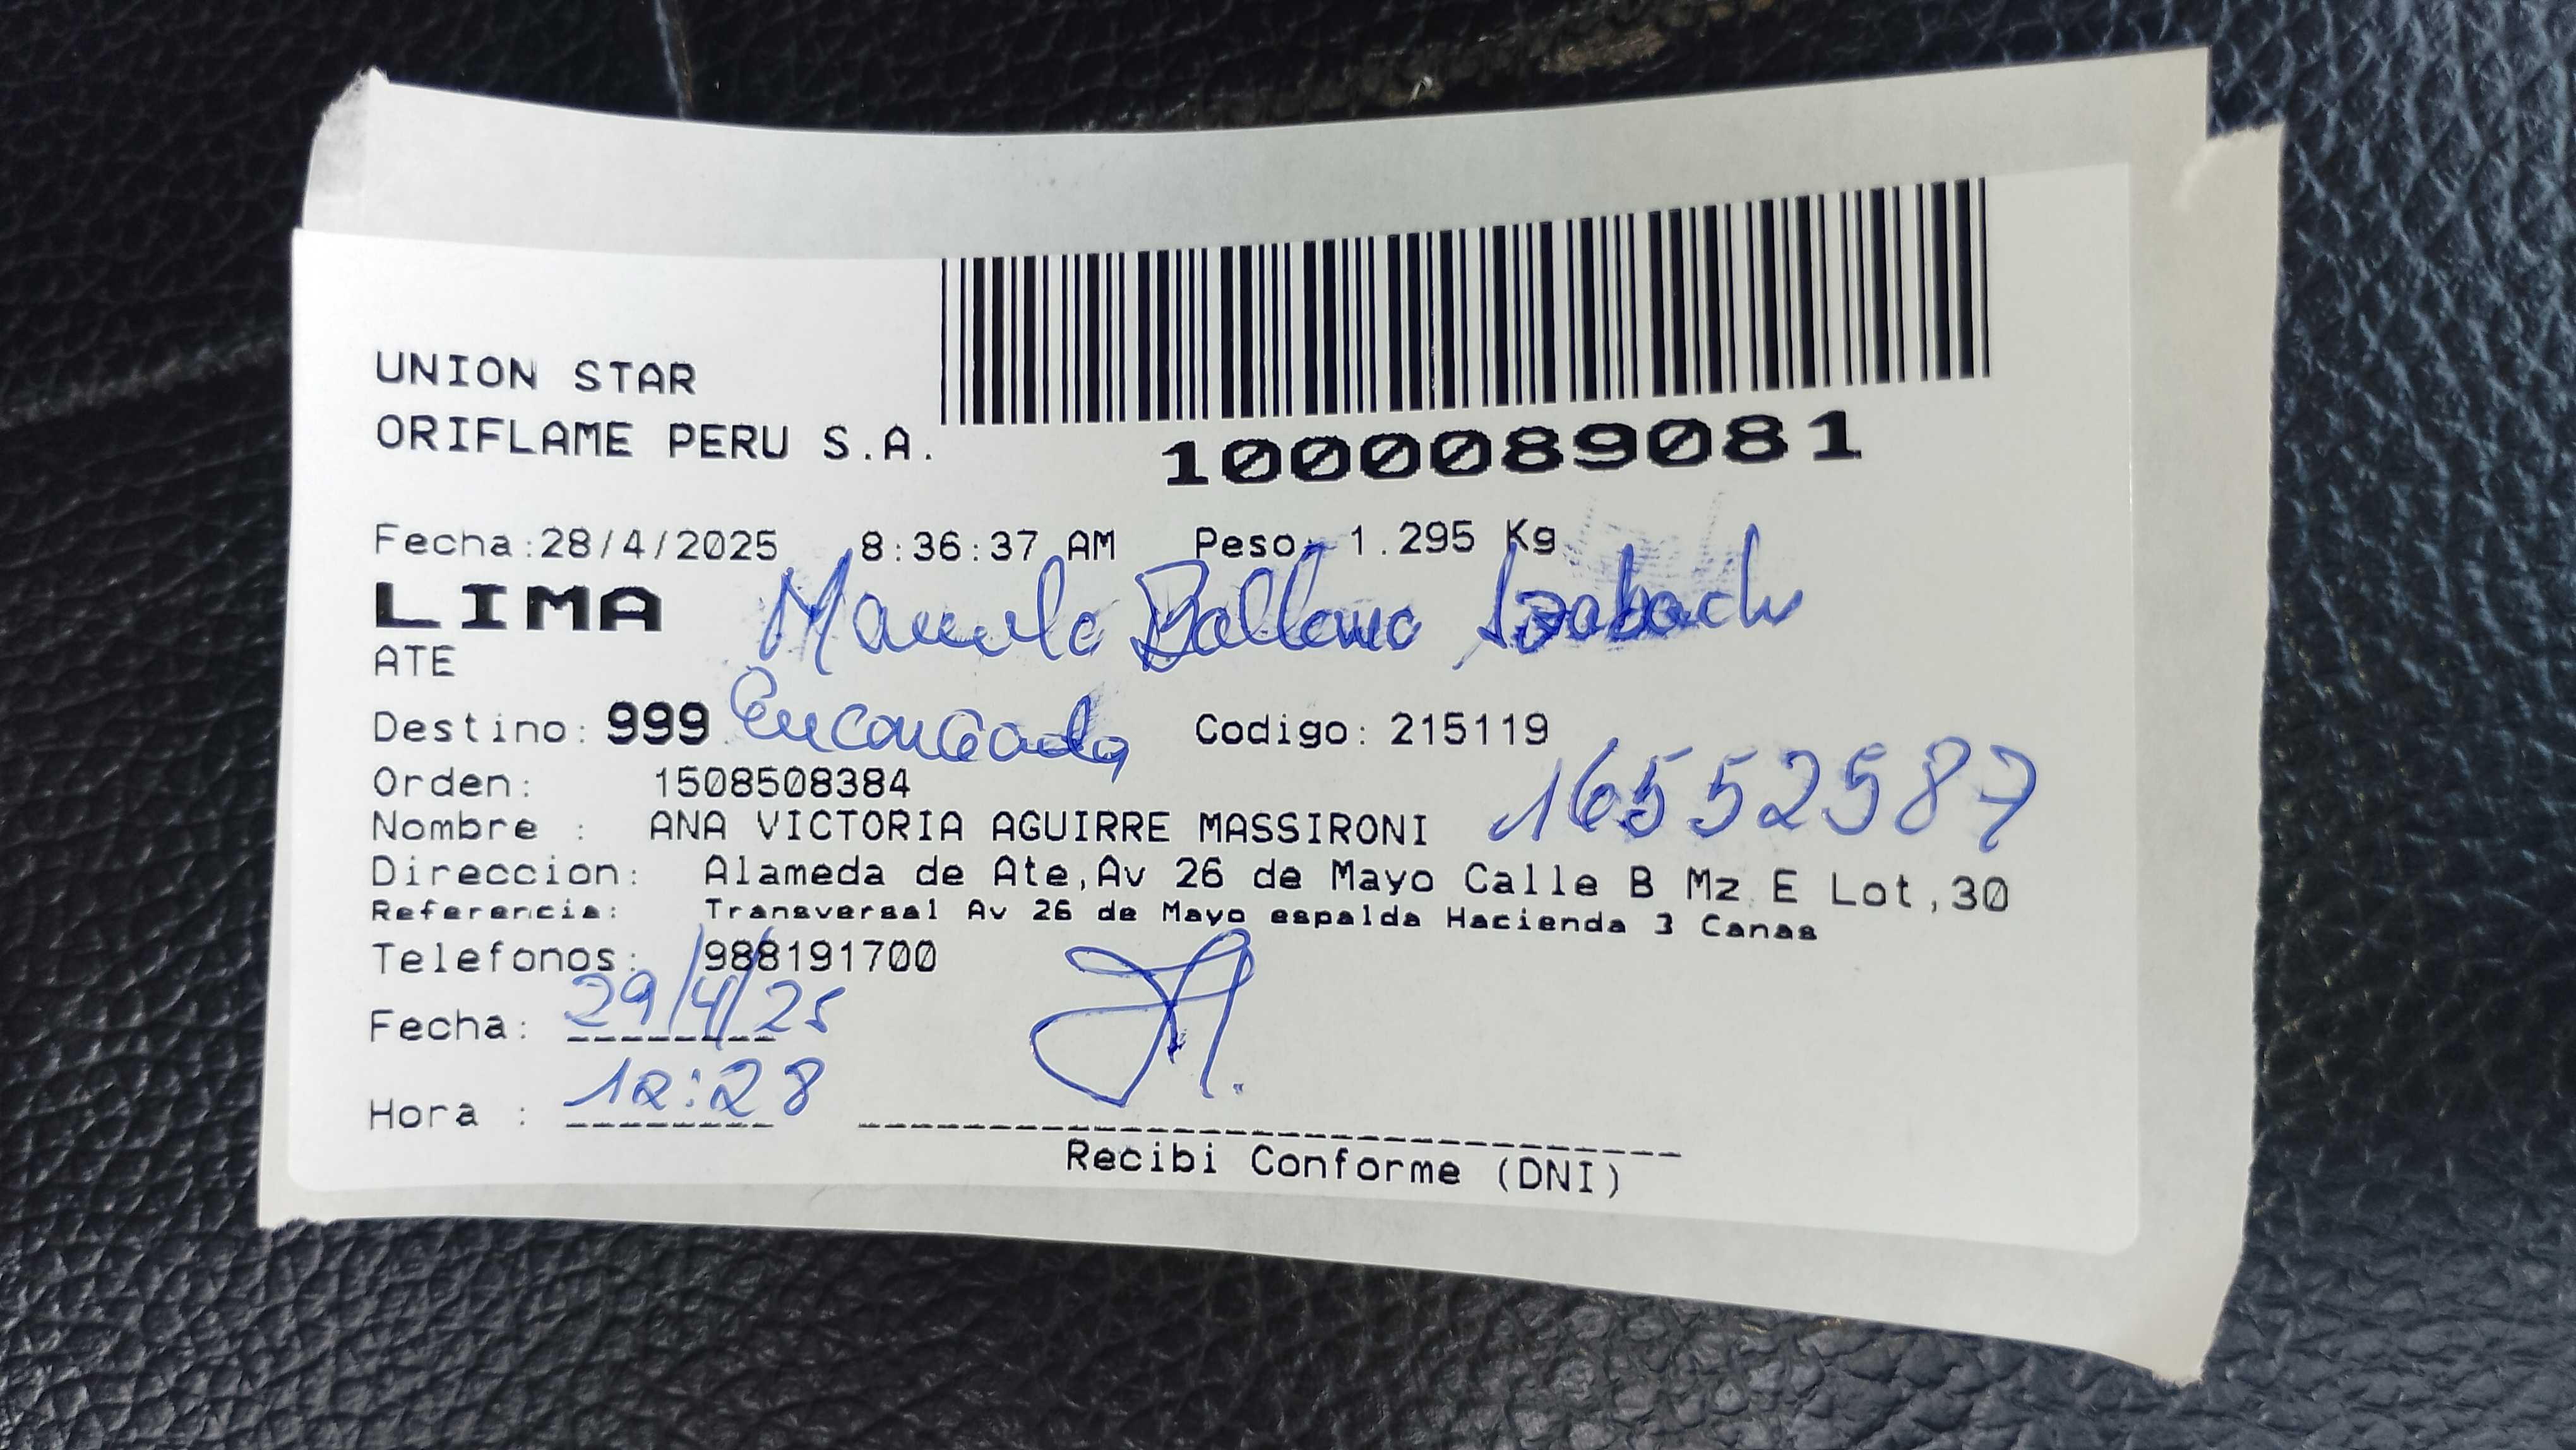 UNION STAR
ORIFLAME PERU S.A.
1000089081
Fecha:28/4/2025 8:36:37 AM Peso: 1.295 Kg
LIMA
Manuela Ballena
ATE
Destino: 999 Encargada Codigo: 215119
Orden: 1508508384
16552587
Nombre : ANA VICTORIA AGUIRRE MASSIRONI
Direccion: Alameda de Ate,Av 26 de Mayo Calle B Mz E Lot,30
Referencia: Transversal Av 26 de Mayo espalda Hacienda 3 Canas
Telefonos: 988191700
Fecha: 29/4/25
Hora : 12:28
Recibi Conforme (DNI)